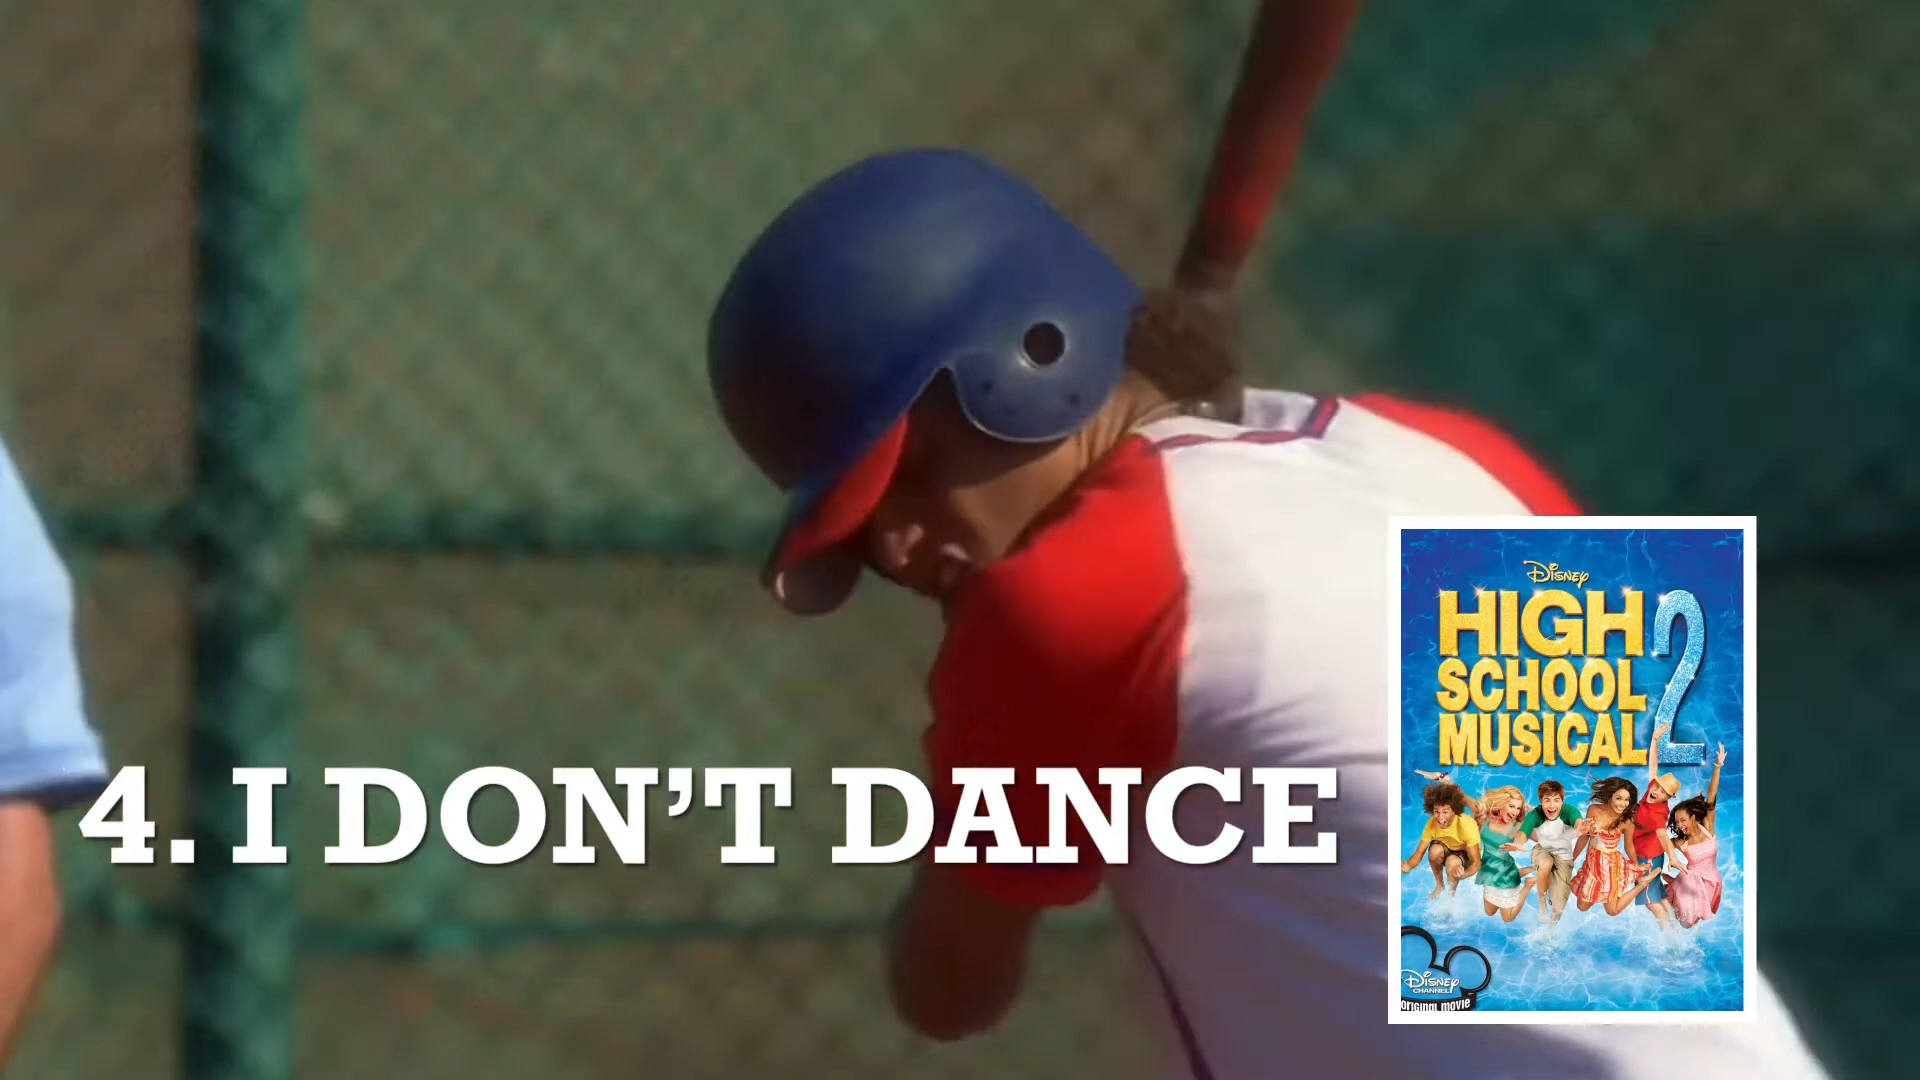 4. I DON'T DANCE
Disney
HIGH
SCHOOL
MUSICAL 2
Disney
CHANNEL
ORIGINAL MOVIE